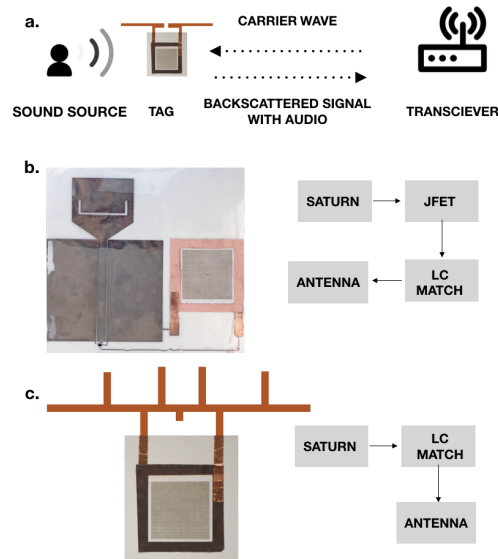 a.
CARRIER WAVE
SOUND SOURCE
TAG
BACKSCATTERED SIGNAL
WITH AUDIO
TRANSCIEVER
b.
SATURN
JFET
ANTENNA
LC
MATCH
c.
SATURN
LC
MATCH
ANTENNA